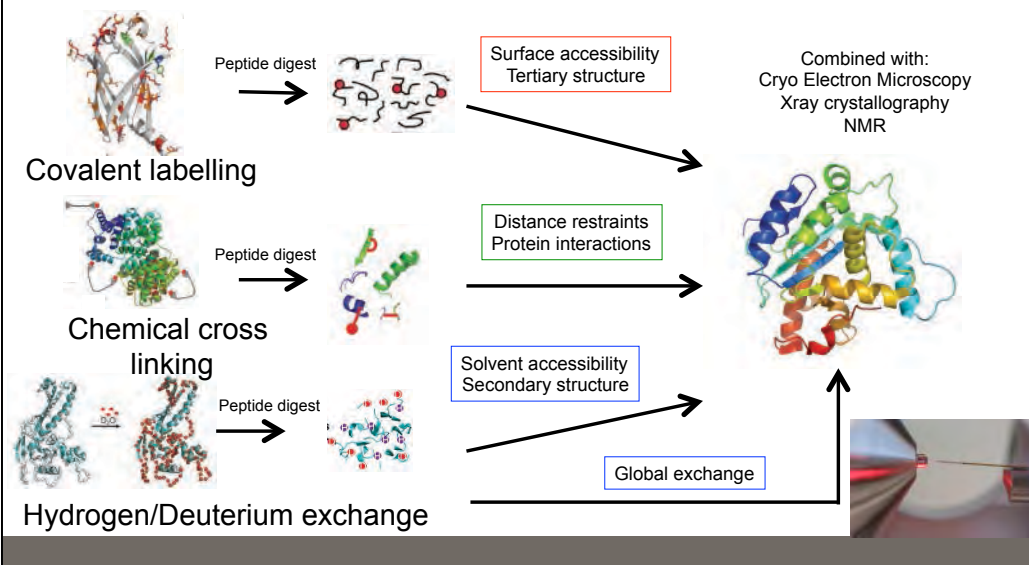 Peptide digest
Surface accessibility
Tertiary structure
Combined with:
Cryo Electron Microscopy
Xray crystallography
NMR
Covalent labelling
Peptide digest
Distance restraints
Protein interactions
Chemical cross
linking
Peptide digest
Solvent accessibility
Secondary structure
Global exchange
Hydrogen/Deuterium exchange